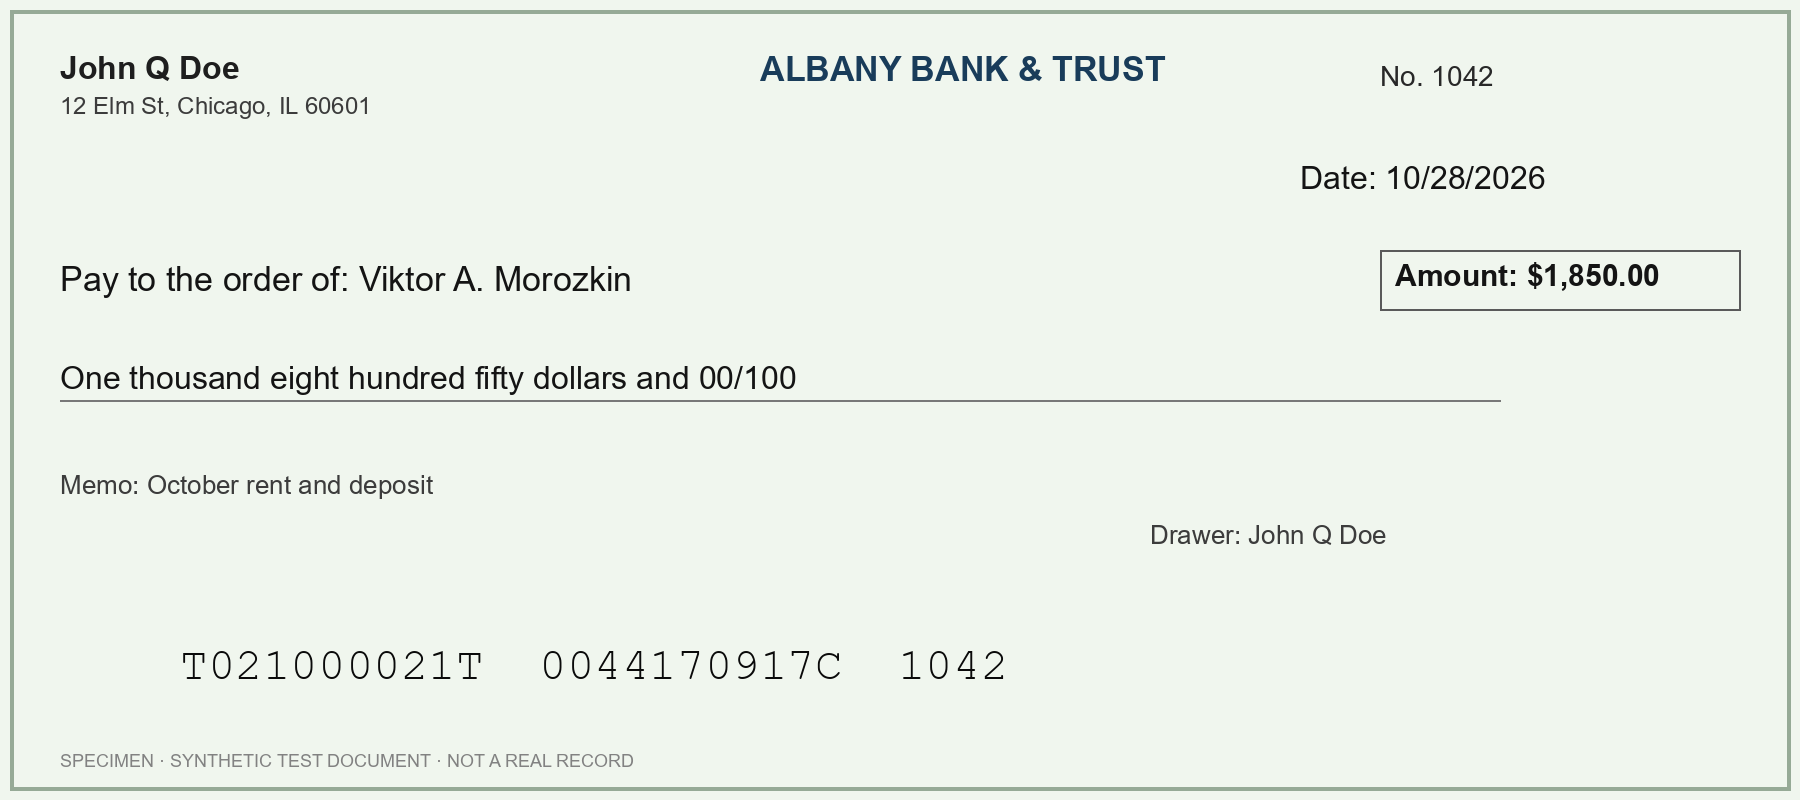 John Q Doe
12 Elm St, Chicago, IL 60601
ALBANY BANK & TRUST
No. 1042
Date: 10/28/2026
Pay to the order of: Viktor A. Morozkin
Amount: $1,850.00
One thousand eight hundred fifty dollars and 00/100
Memo: October rent and deposit
Drawer: John Q Doe
T021000021T 0044170917C 1042
SPECIMEN · SYNTHETIC TEST DOCUMENT · NOT A REAL RECORD